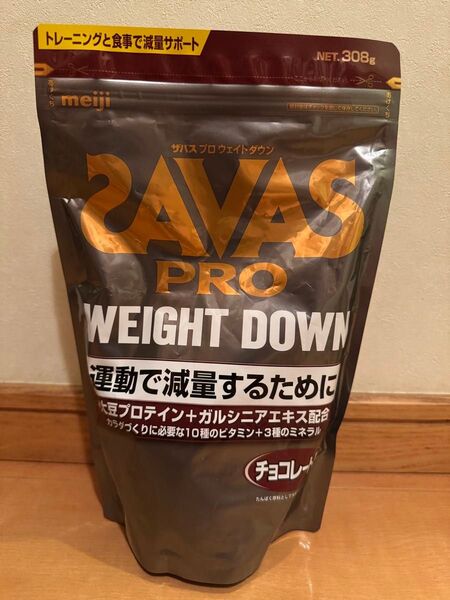 トレーニングと食事で減量サポート
NET. 308g
meiji
ザバス プロ ウェイトダウン
SAVAS
PRO
WEIGHT DOWN
運動で減量するために
大豆プロテイン+ガルシニアエキス配合
カラダづくりに必要な10種のビタミン+3種のミネラル
チョコレート